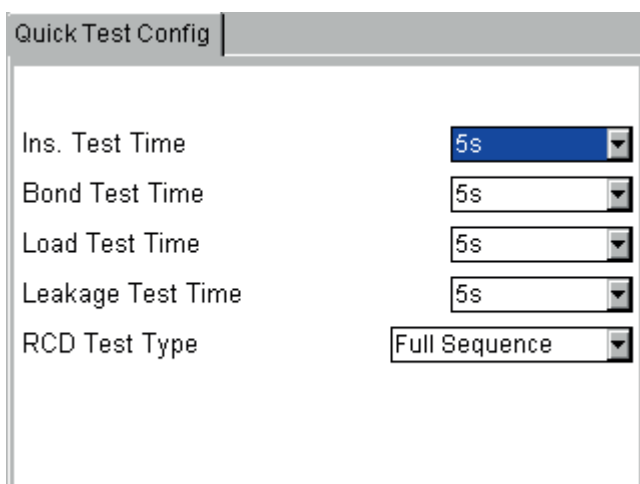 Quick Test Config
Ins. Test Time 5s
Bond Test Time 5s
Load Test Time 5s
Leakage Test Time 5s
RCD Test Type Full Sequence